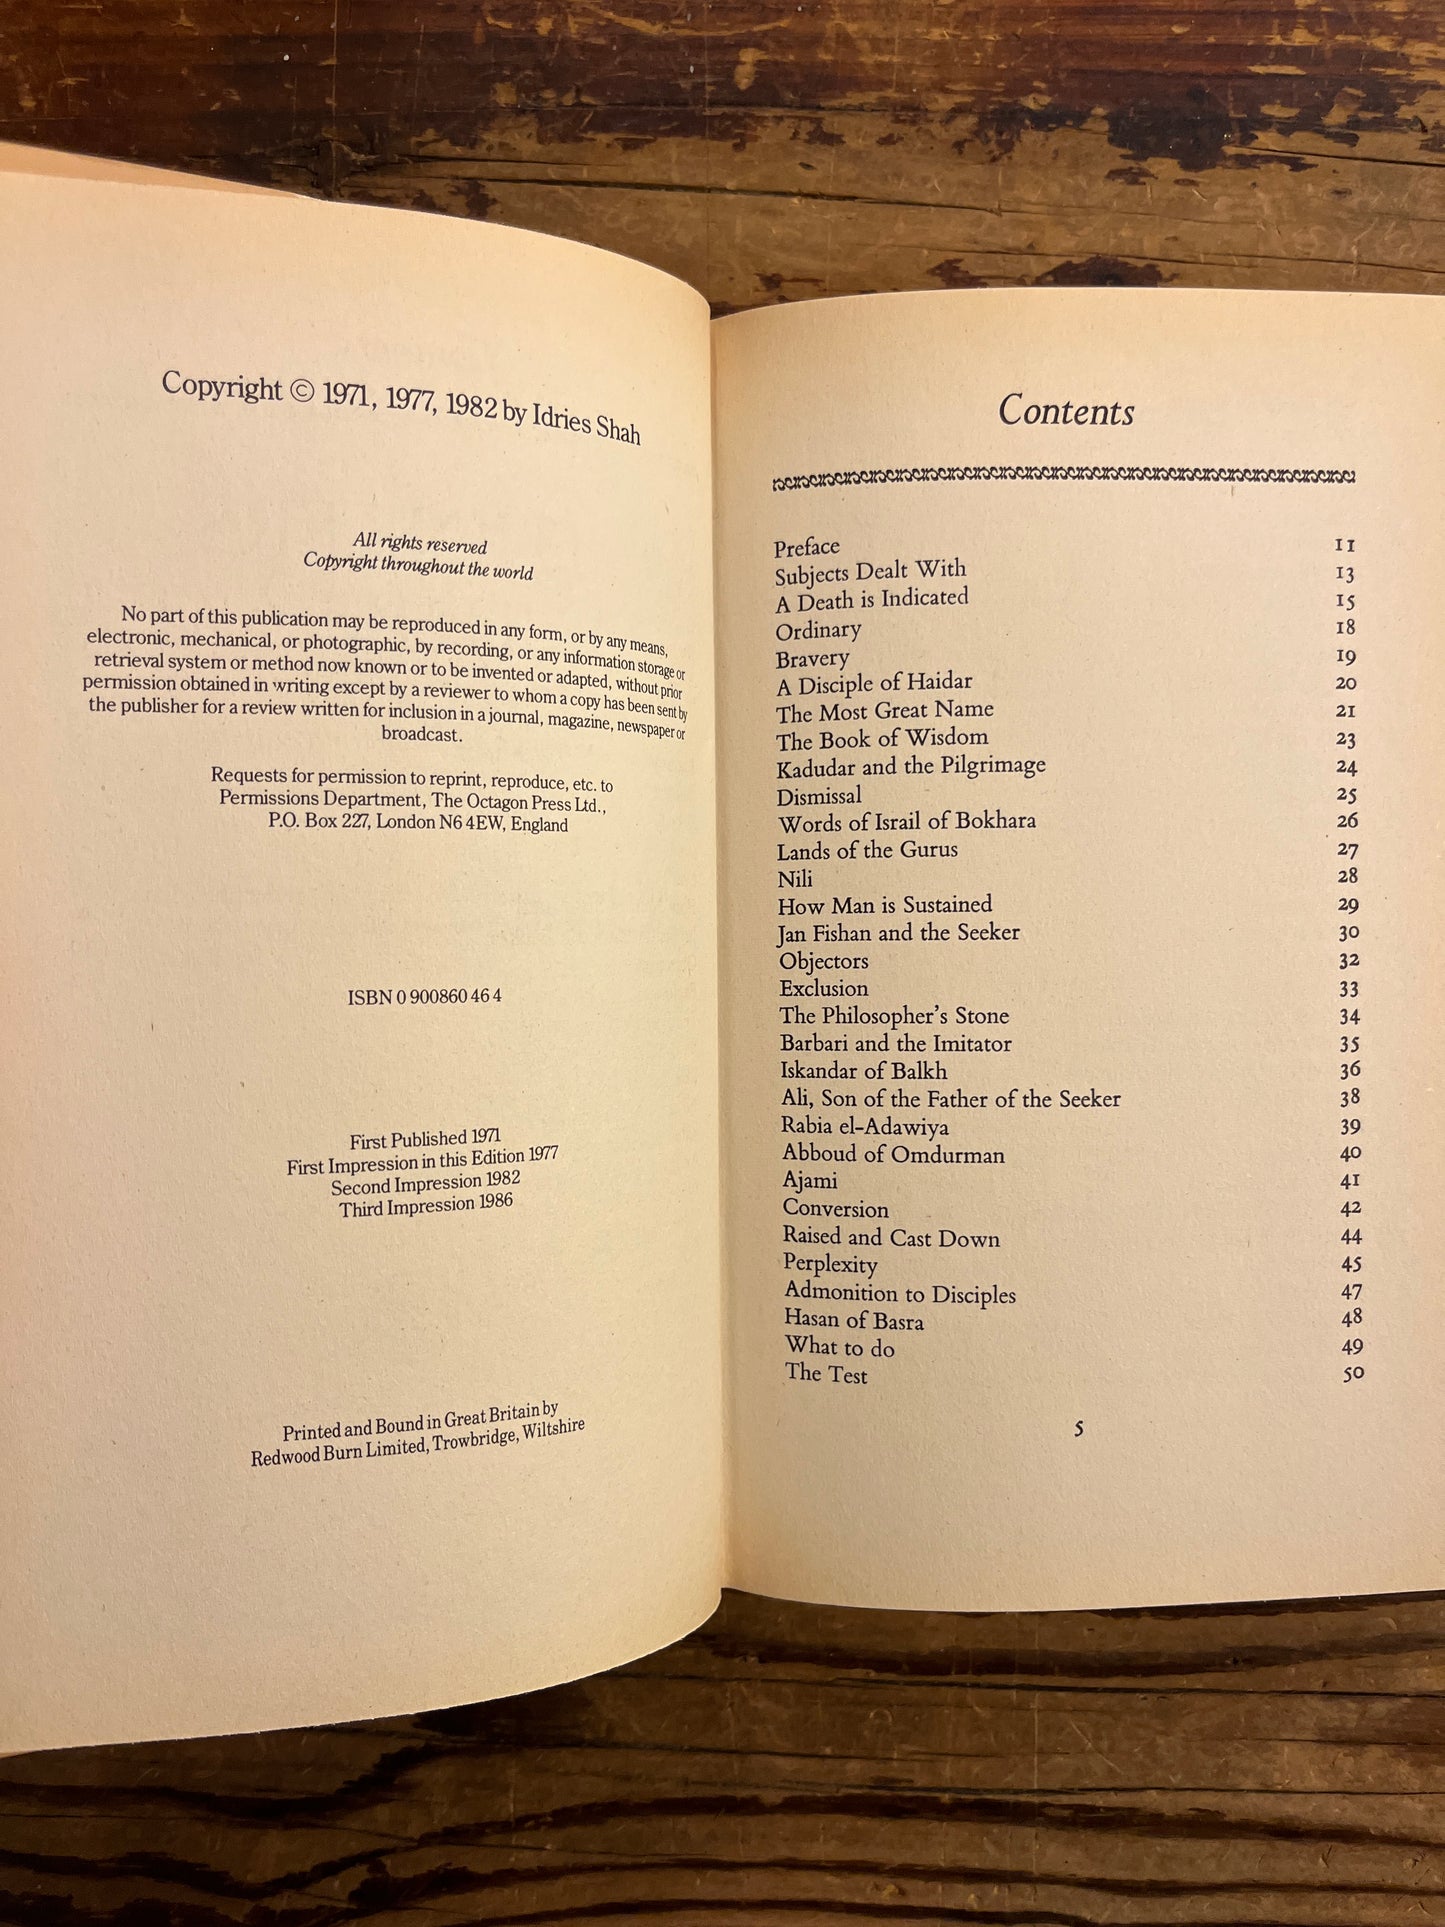 Copyright © 1971, 1977, 1982 by Idries Shah
All rights reserved
Copyright throughout the world
No part of this publication may be reproduced in any form, or by any means,
electronic, mechanical, or photographic, by recording, or any information storage or
retrieval system or method now known or to be invented or adapted, without prior
permission obtained in writing except by a reviewer to whom a copy has been sent by
the publisher for a review written for inclusion in a journal, magazine, newspaper or
broadcast.
Requests for permission to reprint, reproduce, etc. to
Permissions Department, The Octagon Press Ltd.,
P.O. Box 227, London N6 4EW, England
ISBN 0 900860 46 4
First Published 1971
First Impression in this Edition 1977
Second Impression 1982
Third Impression 1986
Printed and Bound in Great Britain by
Redwood Burn Limited, Trowbridge, Wiltshire
Contents
Preface 11
Subjects Dealt With 13
A Death is Indicated 15
Ordinary 18
Bravery 19
A Disciple of Haidar 20
The Most Great Name 21
The Book of Wisdom 23
Kadudar and the Pilgrimage 24
Dismissal 25
Words of Israil of Bokhara 26
Lands of the Gurus 27
Nili 28
How Man is Sustained 29
Jan Fishan and the Seeker 30
Objectors 32
Exclusion 33
The Philosopher's Stone 34
Barbari and the Imitator 35
Iskandar of Balkh 36
Ali, Son of the Father of the Seeker 38
Rabia el-Adawiya 39
Abboud of Omdurman 40
Ajami 41
Conversion 42
Raised and Cast Down 44
Perplexity 45
Admonition to Disciples 47
Hasan of Basra 48
What to do 49
The Test 50
5